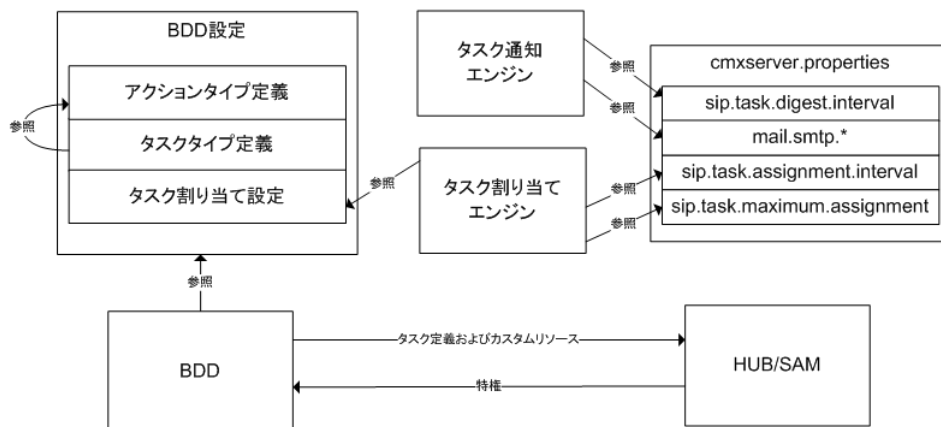 BDD設定
アクションタイプ定義
タスクタイプ定義
タスク割り当て設定
参照
タスク通知
エンジン
参照
参照
cmxserver.properties
sip.task.digest.interval
mail.smtp.*
sip.task.assignment.interval
sip.task.maximum.assignment
参照
タスク割り当て
エンジン
参照
参照
参照
BDD
タスク定義およびカスタムリソース
特権
HUB/SAM